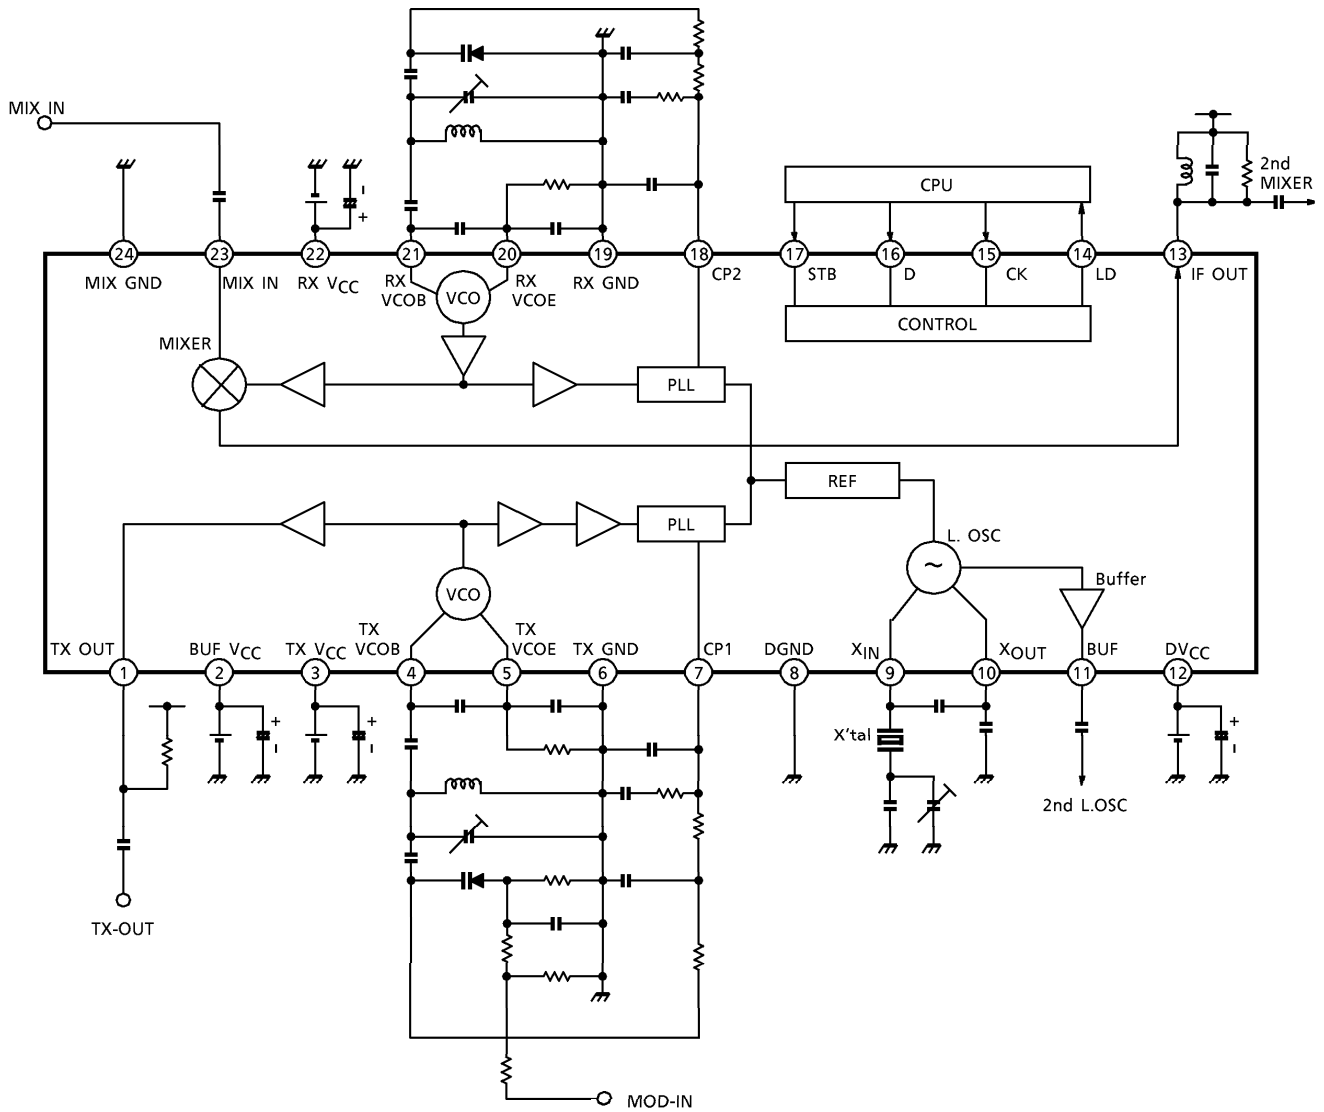 MIX IN
2nd
MIXER
CPU
24
23
22
21
20
19
18
17
16
15
14
13
MIX GND
MIX IN
RX VCC
RX
VCOB
RX
VCOE
RX GND
CP2
STB
D
CK
LD
IF OUT
VCO
CONTROL
MIXER
PLL
REF
PLL
L. OSC
~
Buffer
VCO
TX OUT
BUF VCC
TX VCC
TX
VCOB
TX
VCOE
TX GND
CP1
DGND
XIN
XOUT
BUF
DVCC
1
2
3
4
5
6
7
8
9
10
11
12
X'tal
2nd L.OSC
TX-OUT
MOD-IN